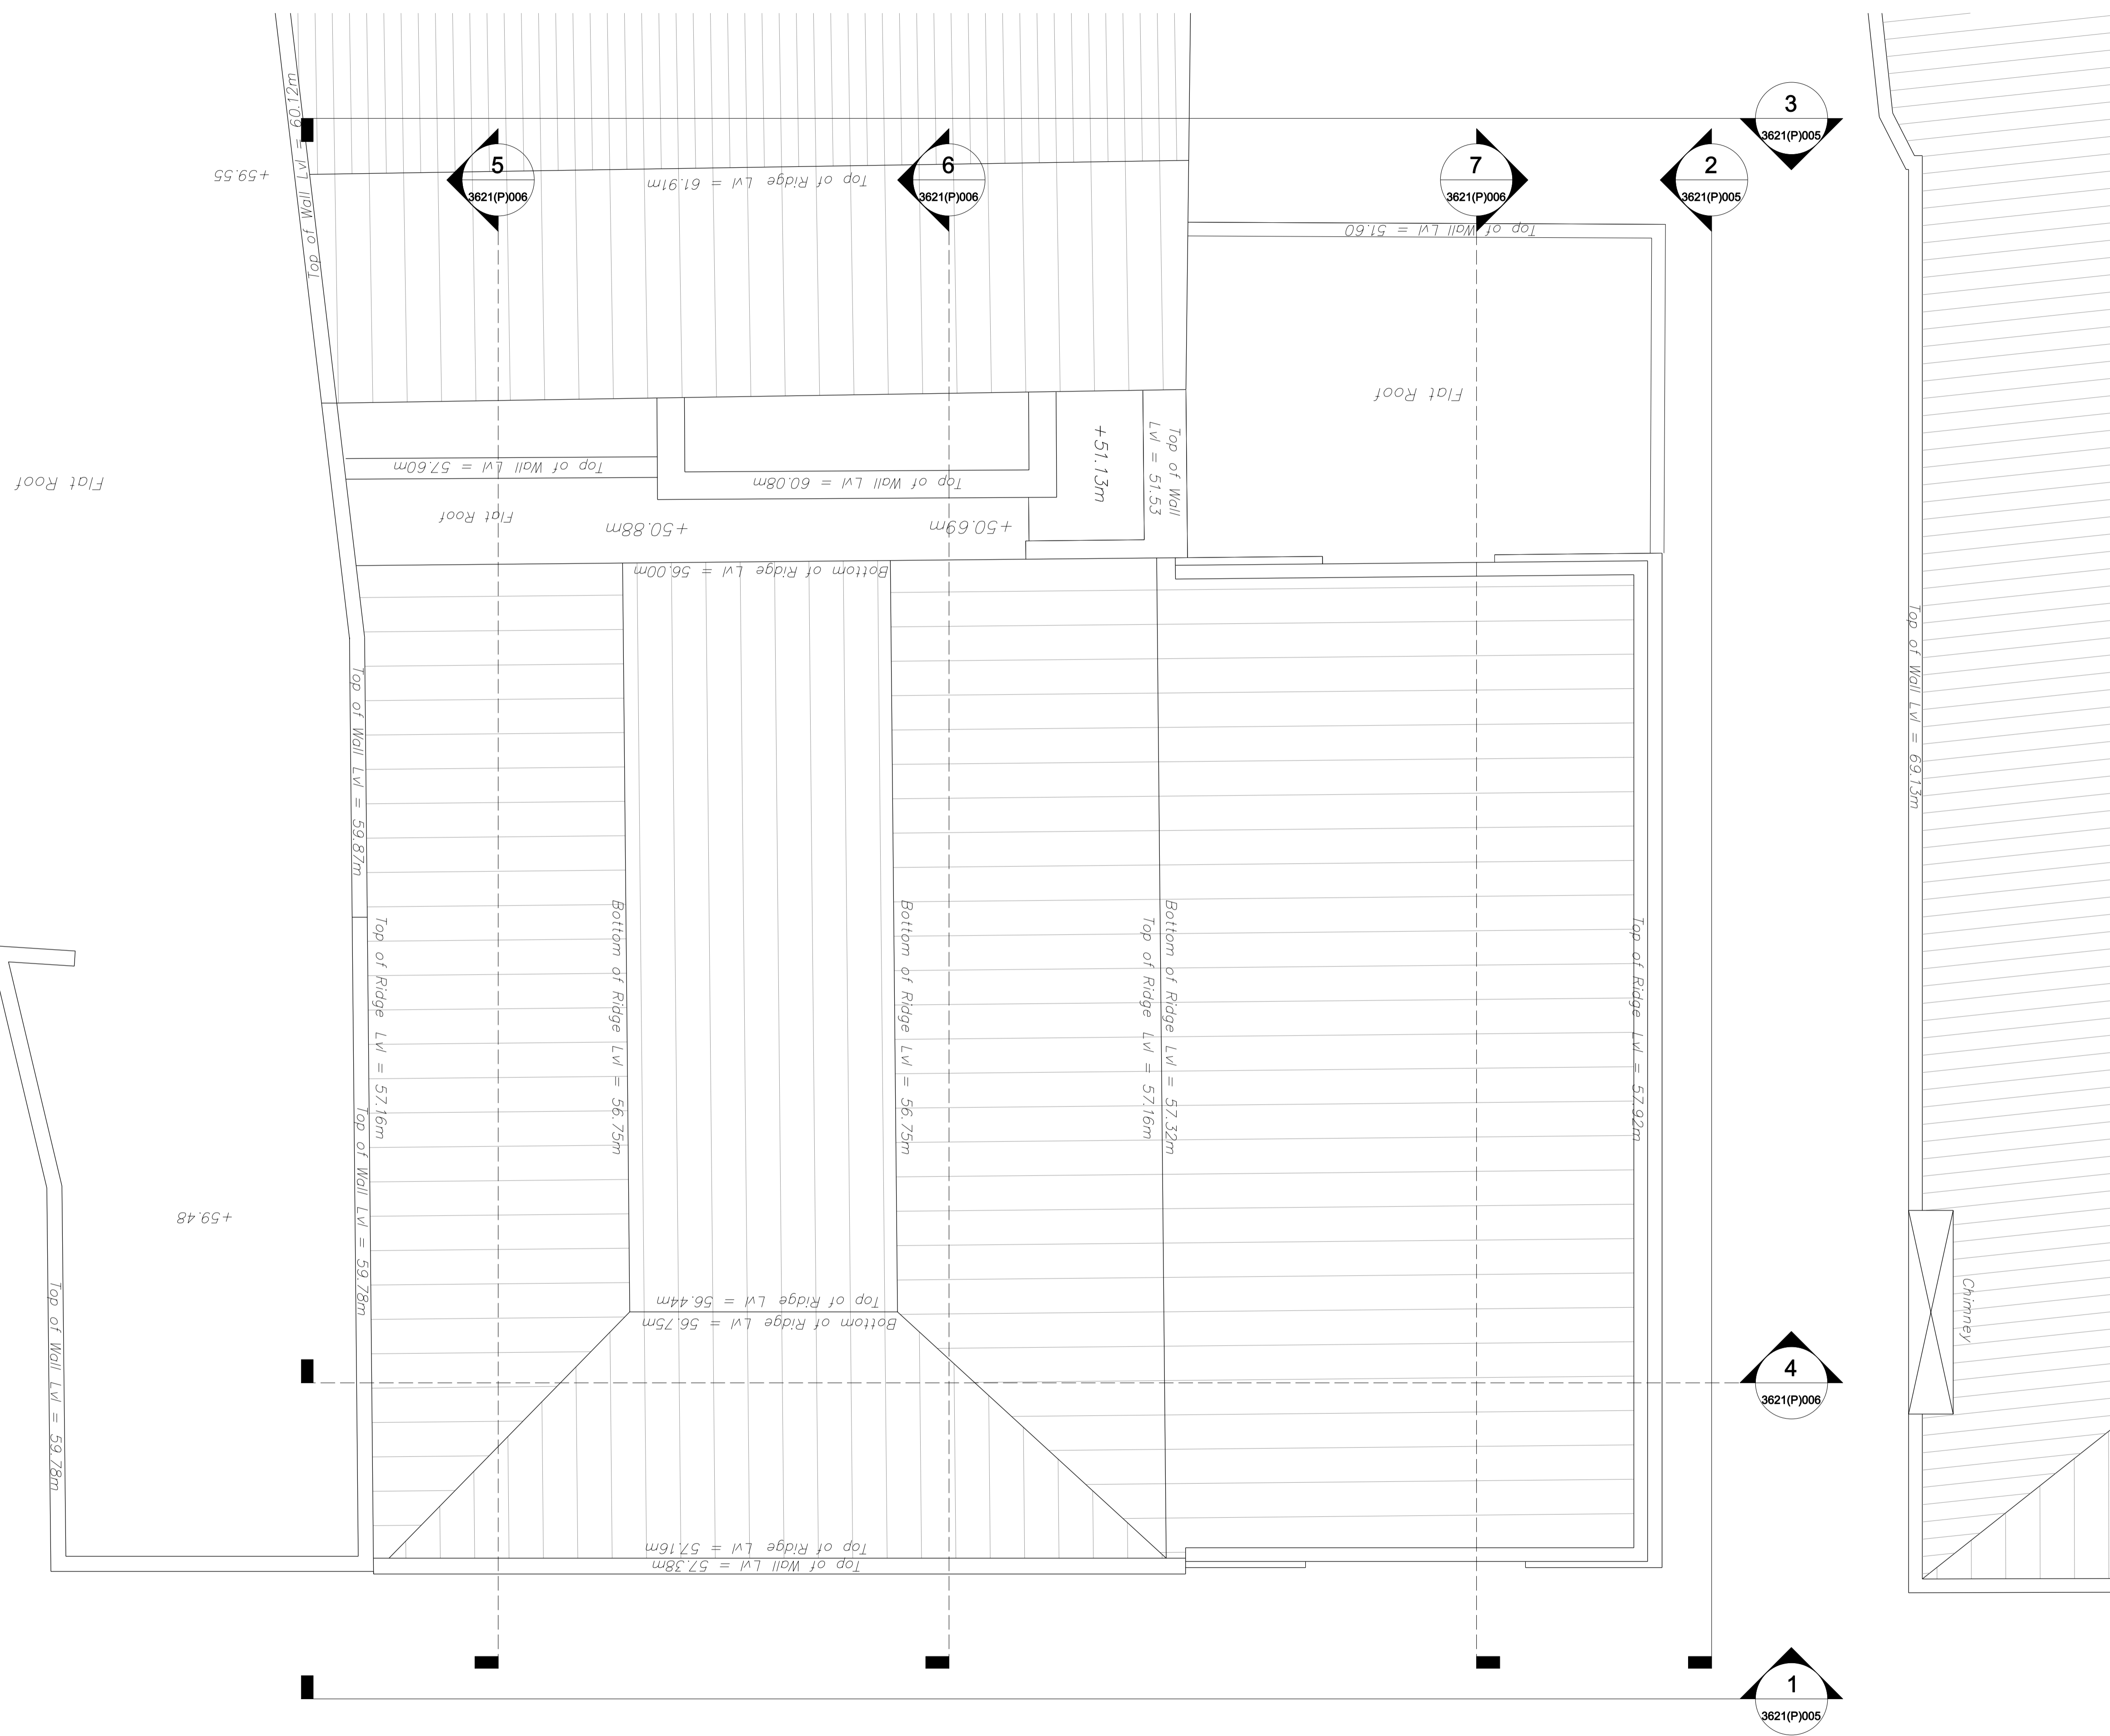 3
3621(P)005
5
3621(P)006
6
3621(P)006
7
3621(P)006
2
3621(P)005
Top of Wall Lvl = 60.12m
+59.55
Top of Ridge Lvl = 61.91m
Top of Wall Lvl = 51.60
Flat Roof
Flat Roof
Top of Wall Lvl = 57.60m
Top of Wall Lvl = 60.08m
+51.13m
Top of Wall
Lvl = 51.53
Flat Roof
+50.88m
+50.69m
Bottom of Ridge Lvl = 56.00m
Top of Wall Lvl = 59.87m
Top of Wall Lvl = 69.13m
Top of Ridge Lvl = 57.16m
Bottom of Ridge Lvl = 56.75m
Bottom of Ridge Lvl = 56.75m
Top of Ridge Lvl = 57.16m
Bottom of Ridge Lvl = 57.32m
Top of Ridge Lvl = 57.92m
Top of Wall Lvl = 59.78m
+59.48
Top of Wall Lvl = 59.78m
Top of Ridge Lvl = 56.44m
Bottom of Ridge Lvl = 56.75m
Chimney
4
3621(P)006
Top of Ridge Lvl = 57.16m
Top of Wall Lvl = 57.38m
1
3621(P)005